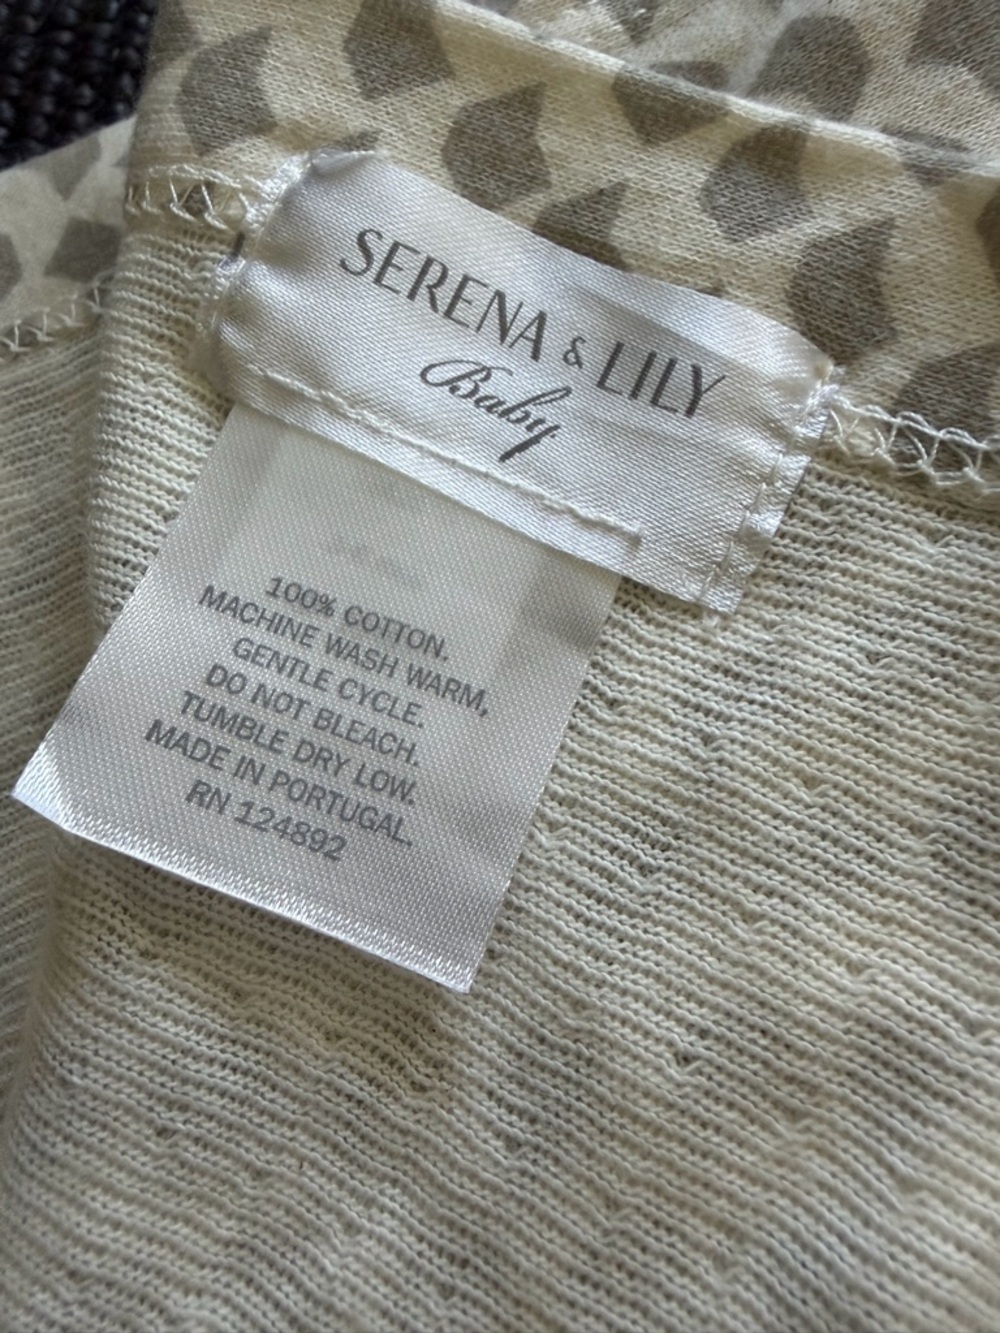 SERENA & LILY
Baby
100% COTTON.
MACHINE WASH WARM,
GENTLE CYCLE.
DO NOT BLEACH.
TUMBLE DRY LOW.
MADE IN PORTUGAL.
RN 124892